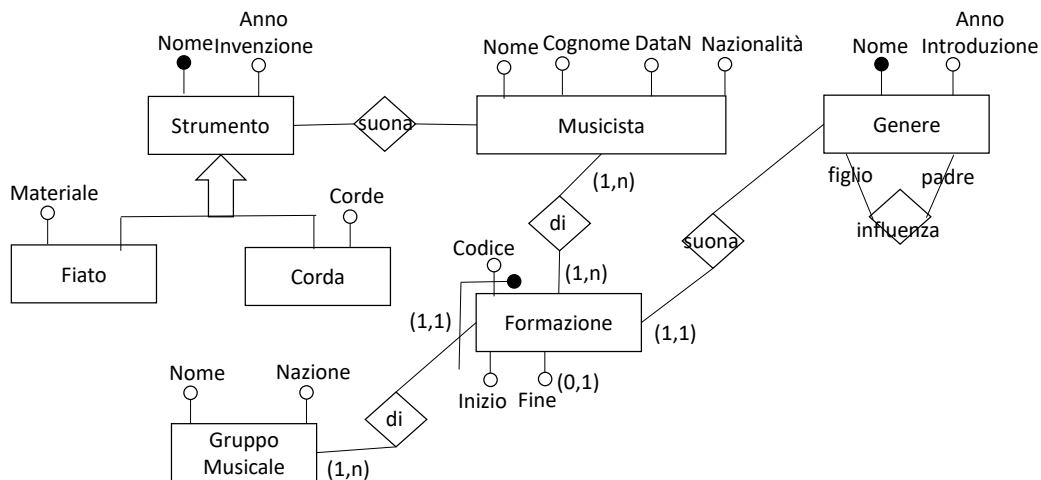 Anno
Invenzione
Nome
Strumento
suona
Nome
Cognome
DataN
Nazionalità
Musicista
Nome
Anno
Introduzione
Genere
figlio
padre
influenza
Materiale
Fiato
Corde
Corda
(1,n)
di
(1,n)
suona
Codice
Formazione
(1,1)
(1,1)
Inizio
Fine
(0,1)
Nome
Nazione
di
Gruppo
Musicale
(1,n)